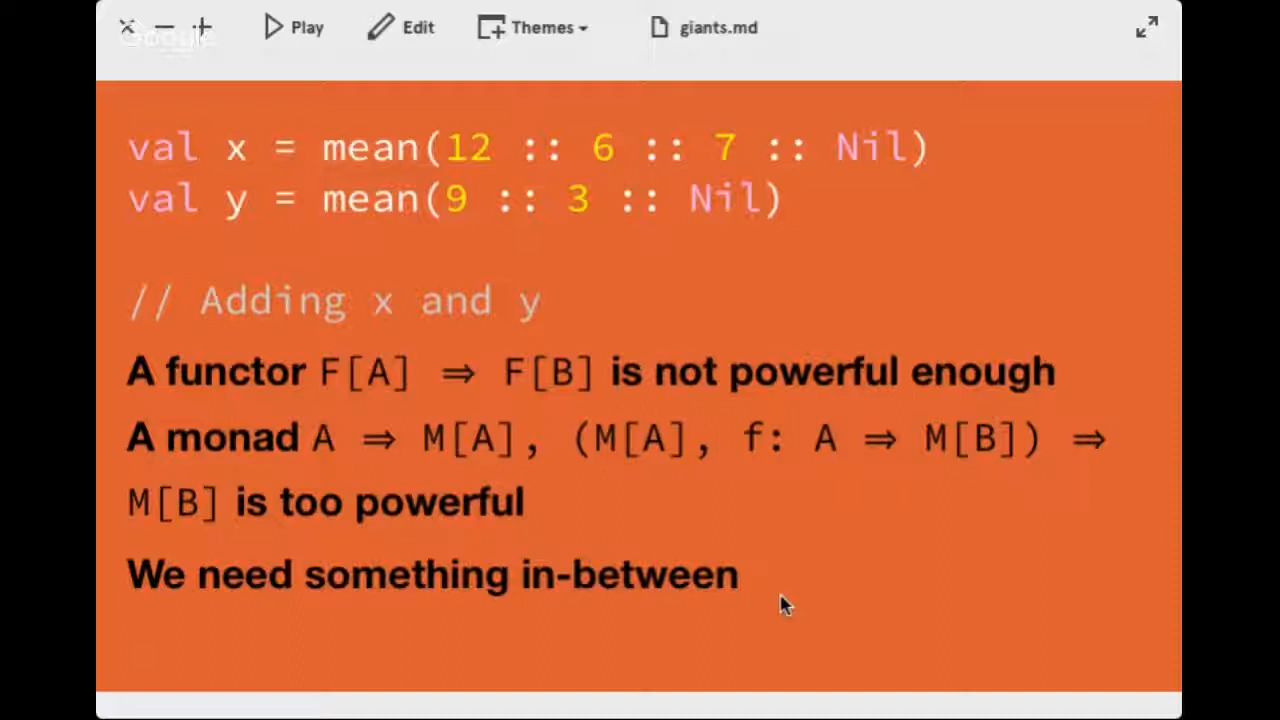 Google
Play Edit Themes giants.md
val x = mean(12 :: 6 :: 7 :: Nil)
val y = mean(9 :: 3 :: Nil)
// Adding x and y
A functor F[A] ⇒ F[B] is not powerful enough
A monad A ⇒ M[A], (M[A], f: A ⇒ M[B]) ⇒
M[B] is too powerful
We need something in-between